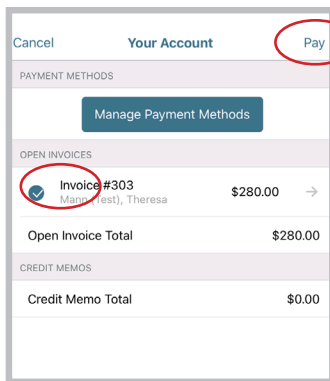 Cancel Your Account Pay
PAYMENT METHODS
Manage Payment Methods
OPEN INVOICES
Invoice #303 $280.00
Mann (Test), Theresa
Open Invoice Total $280.00
CREDIT MEMOS
Credit Memo Total $0.00